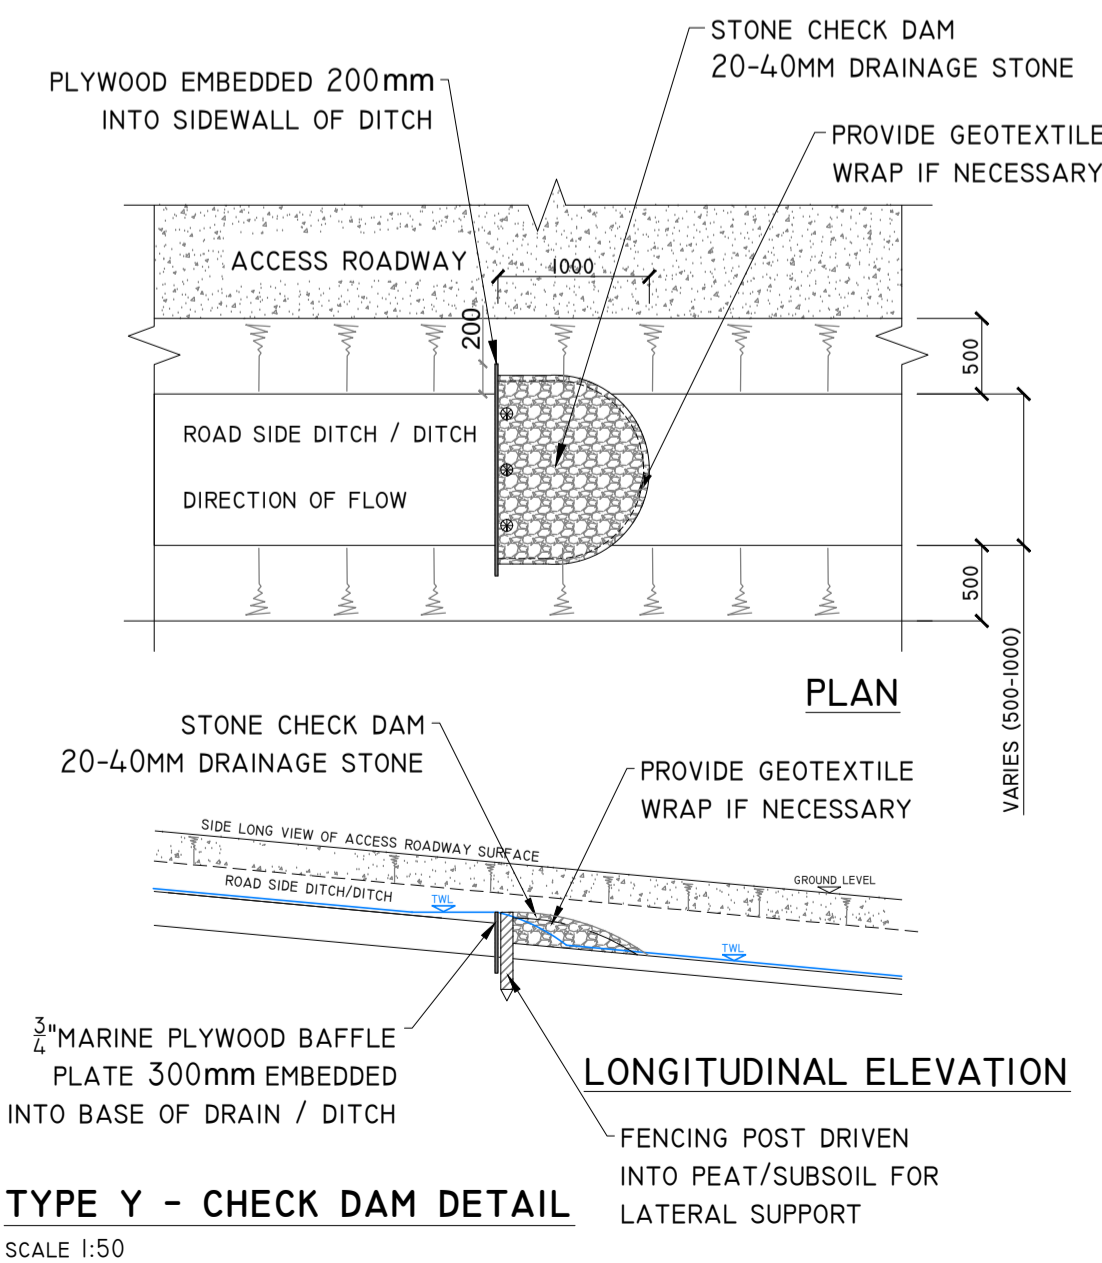 STONE CHECK DAM
20-40MM DRAINAGE STONE
PLYWOOD EMBEDDED 200mm
INTO SIDEWALL OF DITCH
PROVIDE GEOTEXTILE
WRAP IF NECESSARY
ACCESS ROADWAY
1000
200
500
ROAD SIDE DITCH / DITCH
DIRECTION OF FLOW
500
VARIES (500-1000)
PLAN
STONE CHECK DAM
20-40MM DRAINAGE STONE
PROVIDE GEOTEXTILE
WRAP IF NECESSARY
SIDE LONG VIEW OF ACCESS ROADWAY SURFACE
GROUND LEVEL
ROAD SIDE DITCH/DITCH
TWL
TWL
3/4"MARINE PLYWOOD BAFFLE
PLATE 300mm EMBEDDED
INTO BASE OF DRAIN / DITCH
LONGITUDINAL ELEVATION
FENCING POST DRIVEN
INTO PEAT/SUBSOIL FOR
LATERAL SUPPORT
TYPE Y - CHECK DAM DETAIL
SCALE 1:50